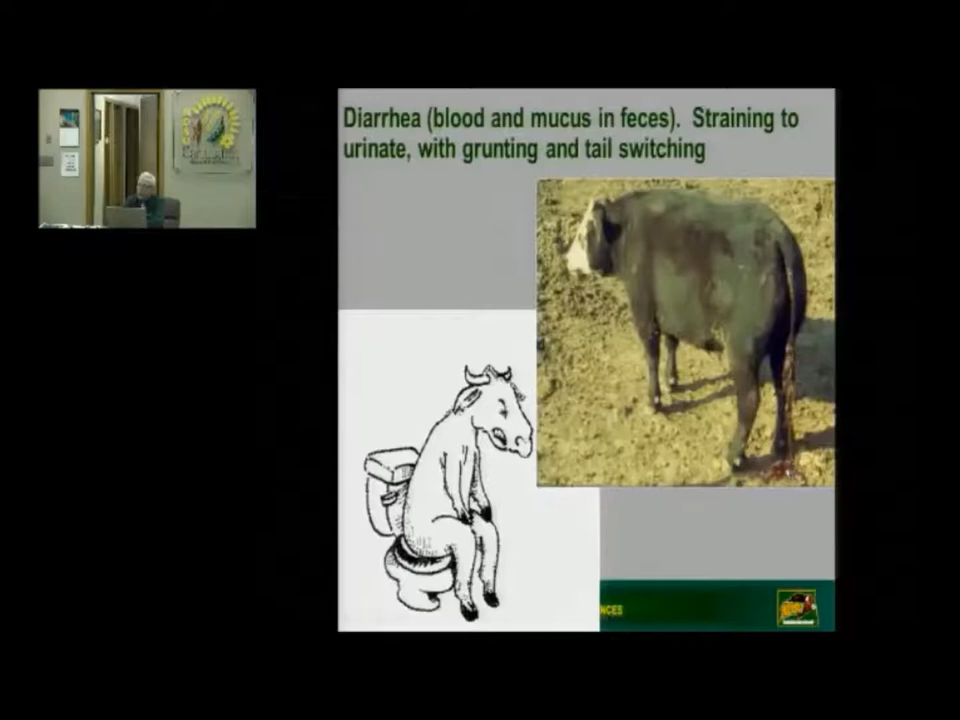 Diarrhea (blood and mucus in feces). Straining to
urinate, with grunting and tail switching